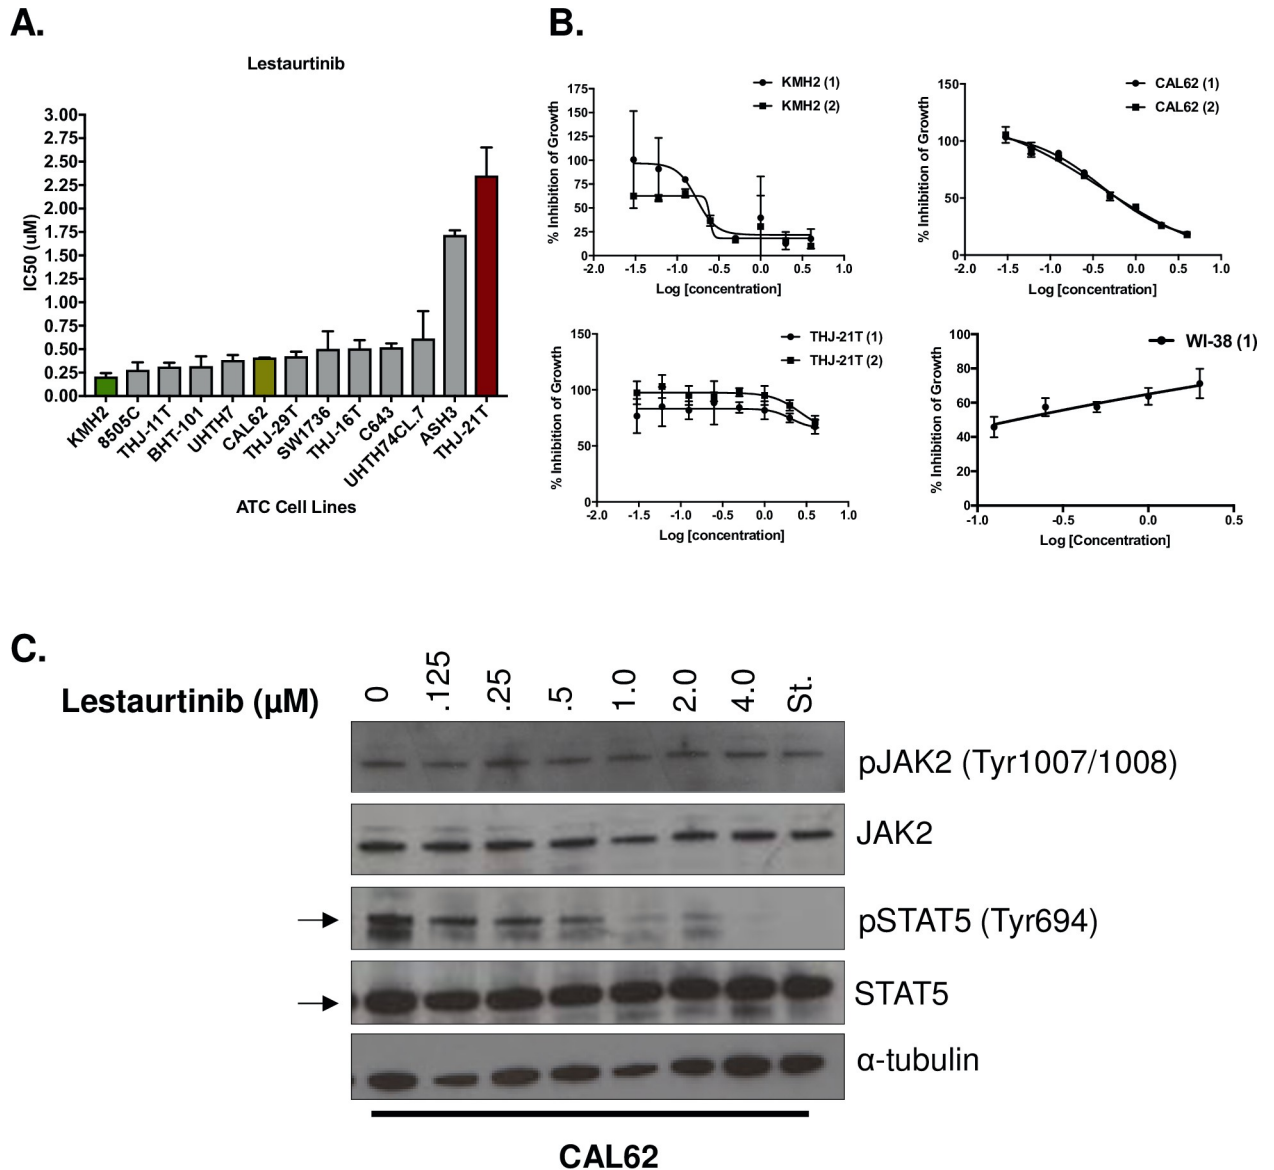 A.
Lestaurtinib
IC50 (uM)
3.00
2.75
2.50
2.25
2.00
1.75
1.50
1.25
1.00
0.75
0.50
0.25
0.00
KMH2
8505C
THJ-11T
BHT-101
UHTH7
CAL62
THJ-29T
SW1736
THJ-16T
C643
UHTH74CL.7
ASH3
THJ-21T
ATC Cell Lines
B.
KMH2 (1)
KMH2 (2)
% Inhibition of Growth
175
150
125
100
75
50
25
0
-2.0 -1.5 -1.0 -0.5 0.0 0.5 1.0
Log [concentration]
CAL62 (1)
CAL62 (2)
% Inhibition of Growth
150
100
50
0
-2.0 -1.5 -1.0 -0.5 0.0 0.5 1.0
Log [concentration]
THJ-21T (1)
THJ-21T (2)
% Inhibition of Growth
150
100
50
0
-2.0 -1.5 -1.0 -0.5 0.0 0.5 1.0
Log [concentration]
WI-38 (1)
% Inhibition of Growth
100
80
60
40
20
0
-1.0 -0.5 0.0 0.5
Log [Concentration]
C.
Lestaurtinib (µM) 0 .125 .25 .5 1.0 2.0 4.0 St.
pJAK2 (Tyr1007/1008)
JAK2
pSTAT5 (Tyr694)
STAT5
α-tubulin
CAL62